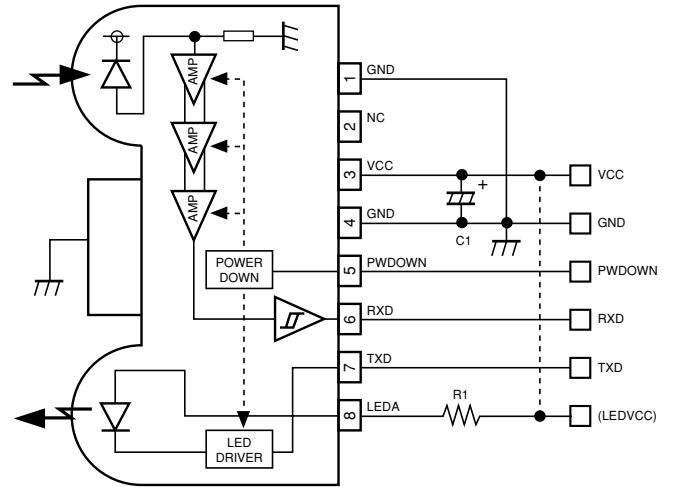 AMP
AMP
AMP
POWER
DOWN
LED
DRIVER
1
GND
2
NC
3
VCC
+
VCC
4
GND
C1
GND
5
PWDOWN
PWDOWN
6
RXD
RXD
7
TXD
TXD
8
LEDA
R1
(LEDVCC)